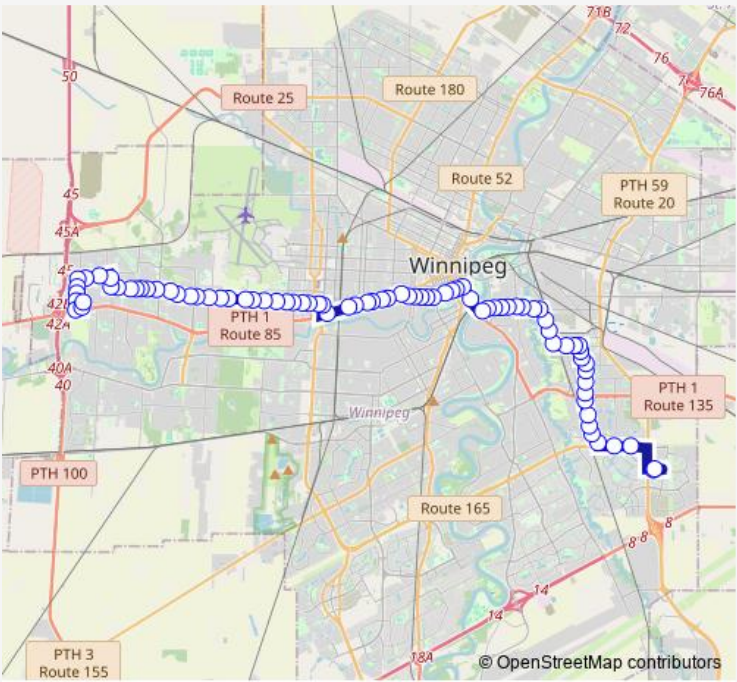 71B
72
50
76
76A
Route 25
Route 180
Route 52
45
PTH 59
Route 20
45A
Winnipeg
42A
PTH 1
Route 85
40A
40
PTH 1
Route 135
Winnipeg
PTH 100
Route 165
8
8
8
14
14
PTH 3
Route 155
18A
© OpenStreetMap contributors